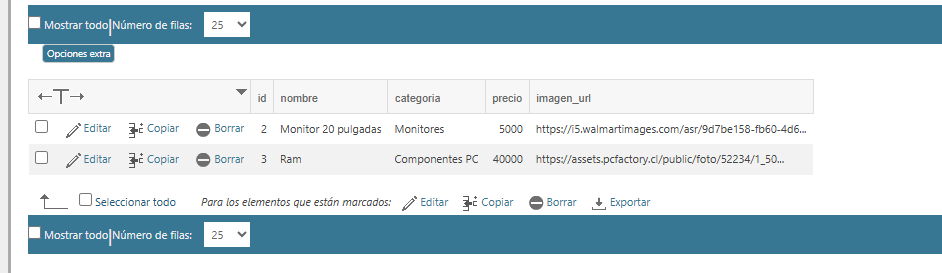 Mostrar todo Número de filas: 25
Opciones extra
id nombre categoria precio imagen_url
Editar Copiar Borrar 2 Monitor 20 pulgadas Monitores 5000 https://i5.walmartimages.com/asr/9d7be158-fb60-4d6...
Editar Copiar Borrar 3 Ram Componentes PC 40000 https://assets.pcfactory.cl/public/foto/52234/1_50...
Seleccionar todo Para los elementos que están marcados: Editar Copiar Borrar Exportar
Mostrar todo Número de filas: 25